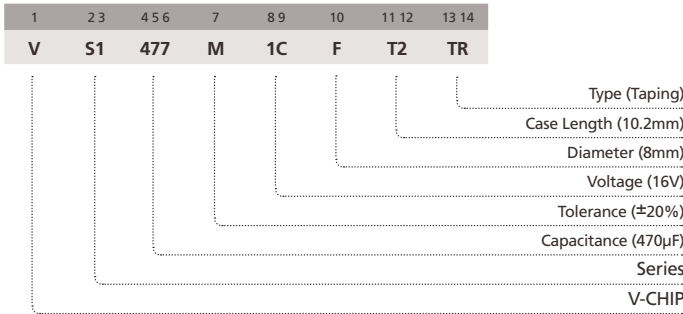 1 2 3 4 5 6 7 8 9 10 11 12 13 14
V S1 477 M 1C F T2 TR
Type (Taping)
Case Length (10.2mm)
Diameter (8mm)
Voltage (16V)
Tolerance (±20%)
Capacitance (470µF)
Series
V-CHIP